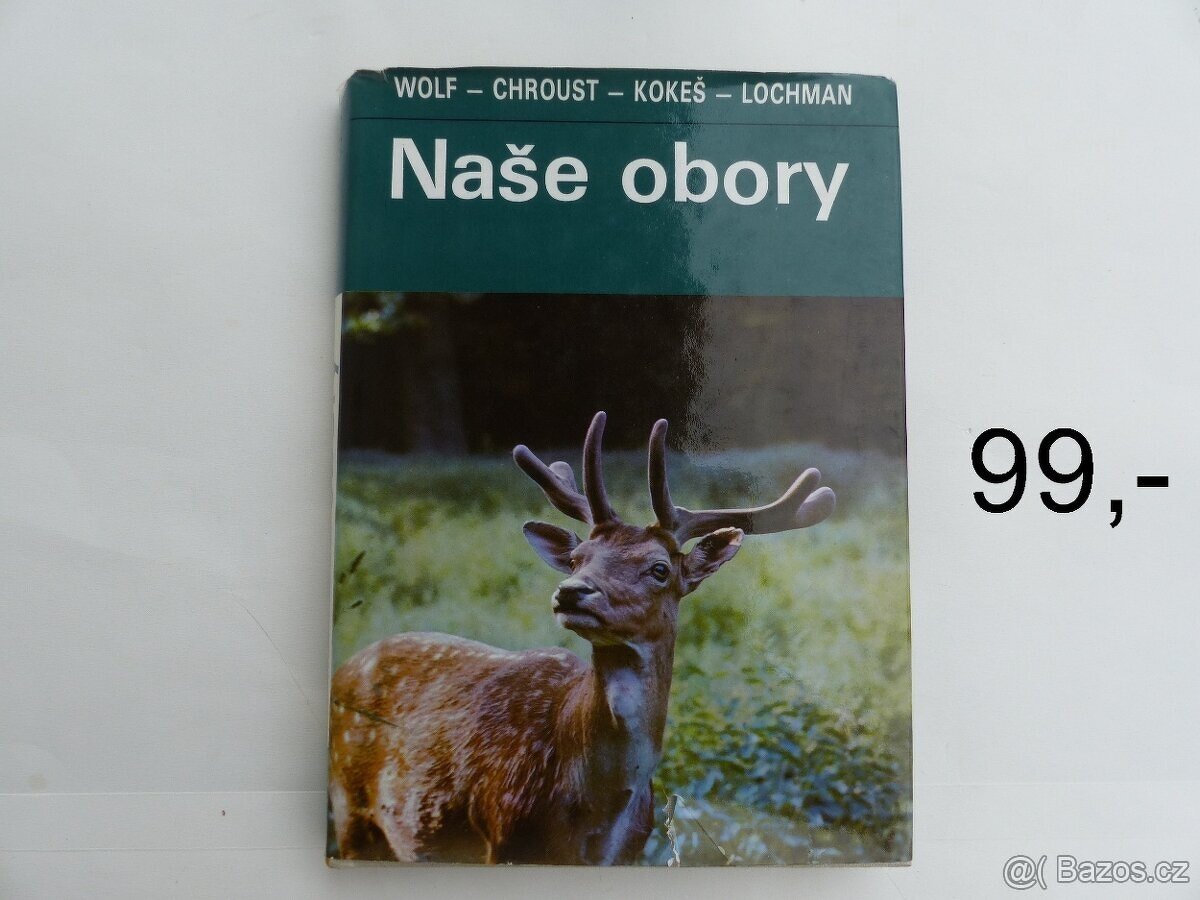 WOLF – CHROUST – KOKEŠ – LOCHMAN
Naše obory
99,-
@( Bazos.cz